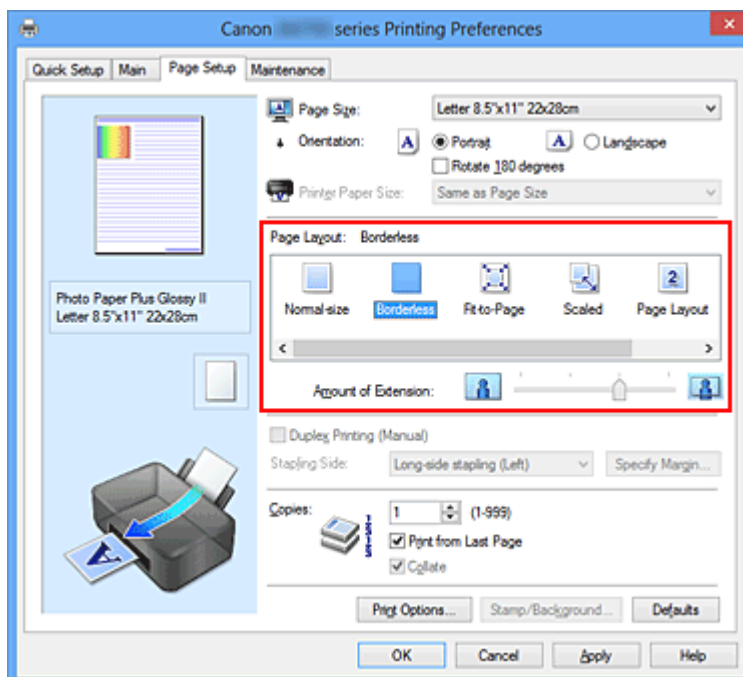 Canon series Printing Preferences
Quick Setup Main Page Setup Maintenance
Page Size: Letter 8.5"x11" 22x28cm
Orientation: A Portrait A Landscape
Rotate 180 degrees
Printer Paper Size: Same as Page Size
Page Layout: Borderless
2
Normal-size Borderless Fit-to-Page Scaled Page Layout
Photo Paper Plus Glossy II
Letter 8.5"x11" 22x28cm
Amount of Extension:
Duplex Printing (Manual)
Stapling Side: Long-side stapling (Left) Specify Margin...
Copies: 1 (1-999)
Print from Last Page
Collate
A
Print Options... Stamp/Background... Defaults
OK Cancel Apply Help